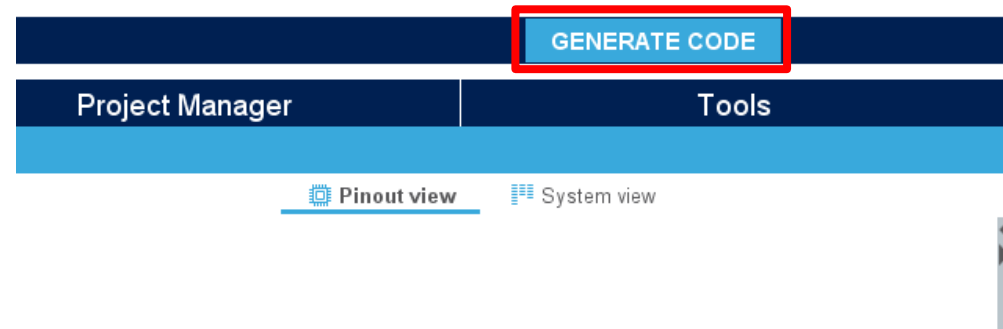 GENERATE CODE
Project Manager
Tools
Pinout view
System view